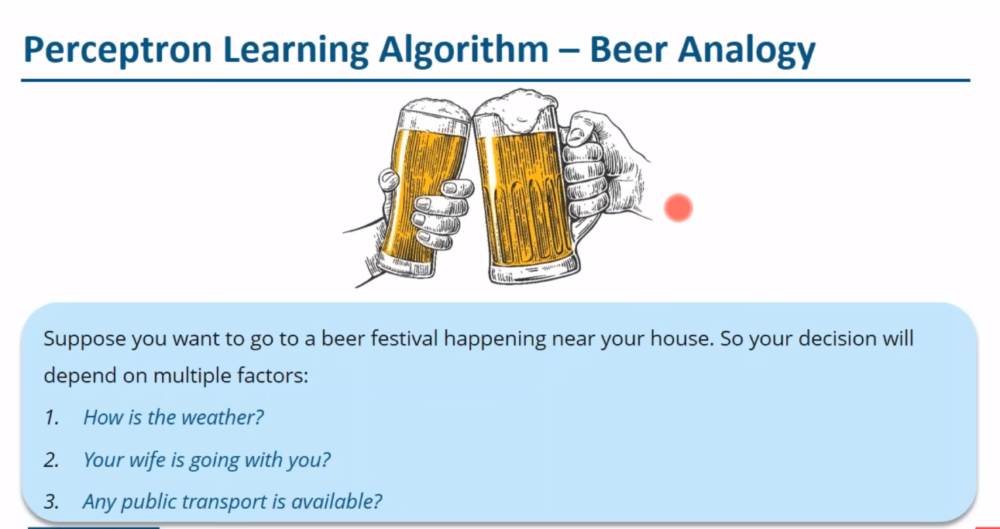 Perceptron Learning Algorithm – Beer Analogy
Suppose you want to go to a beer festival happening near your house. So your decision will
depend on multiple factors:
1. How is the weather?
2. Your wife is going with you?
3. Any public transport is available?